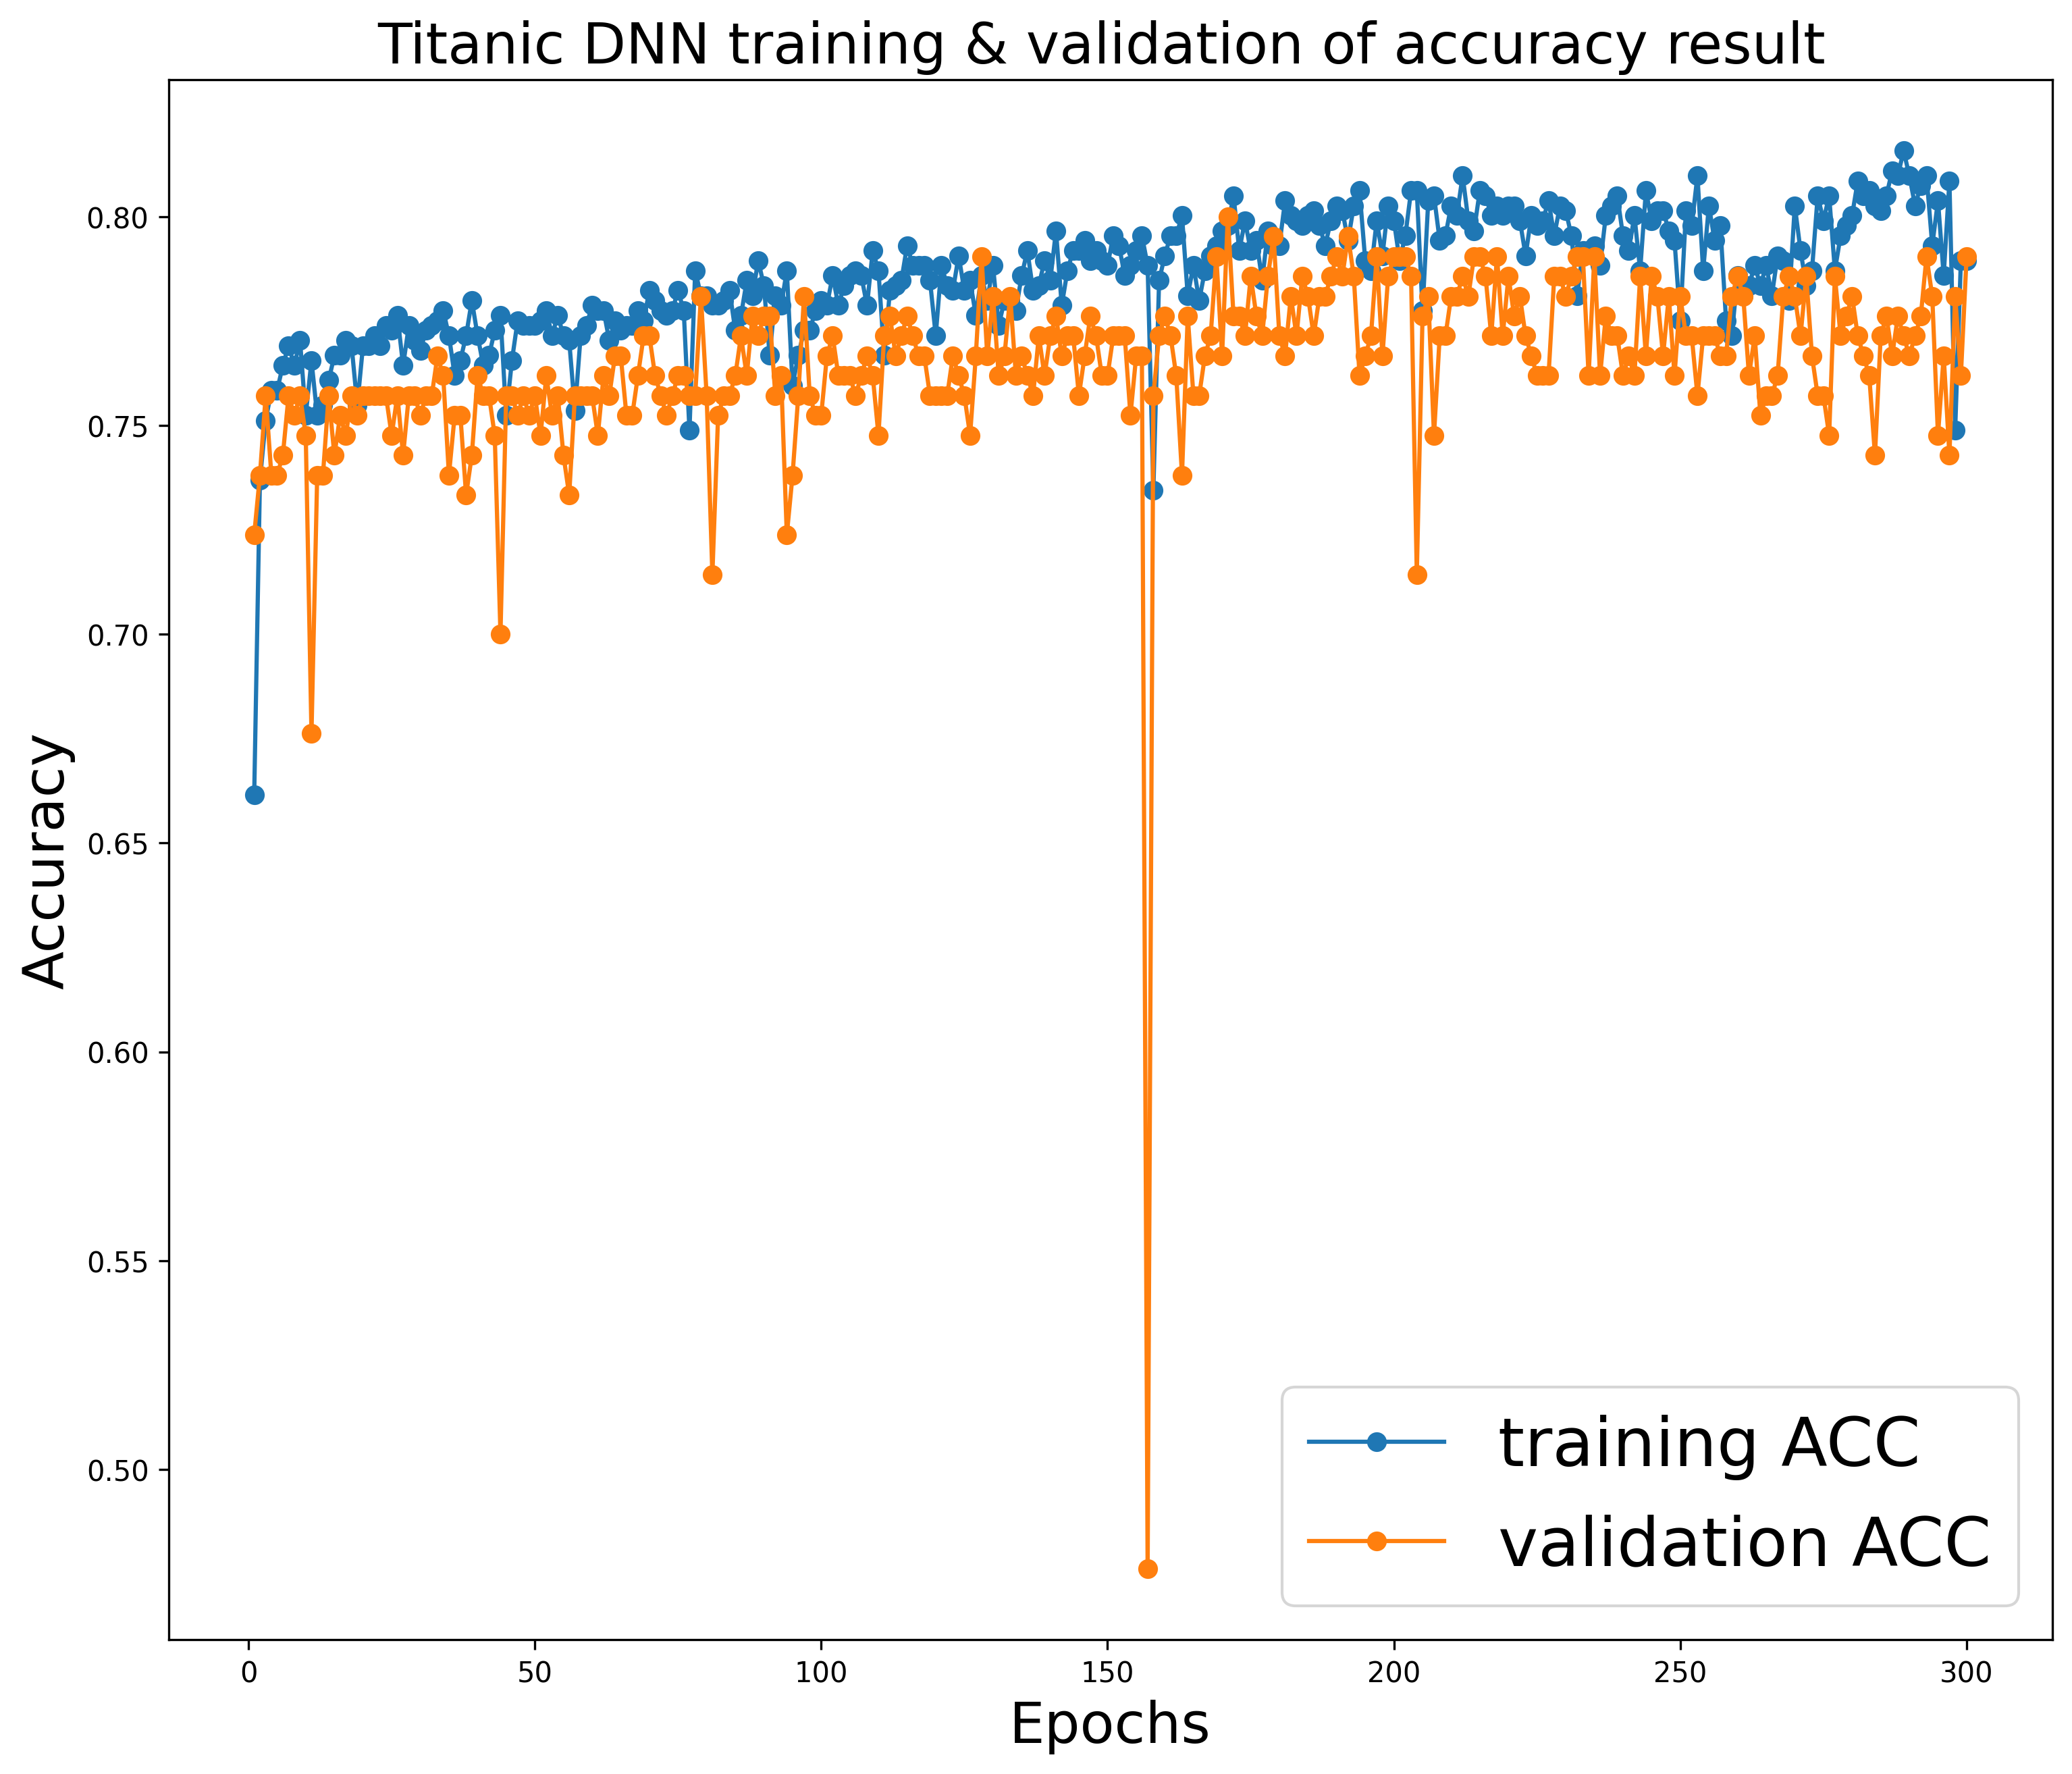 Titanic DNN training & validation of accuracy result
0.80
0.75
0.70
0.65
0.60
0.55
0.50
Accuracy
training ACC
validation ACC
0 50 100 150 200 250 300
Epochs